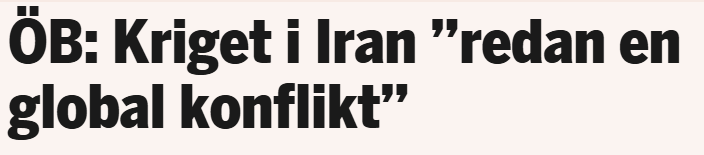 ÖB: Kriget i Iran ”redan en
global konflikt”